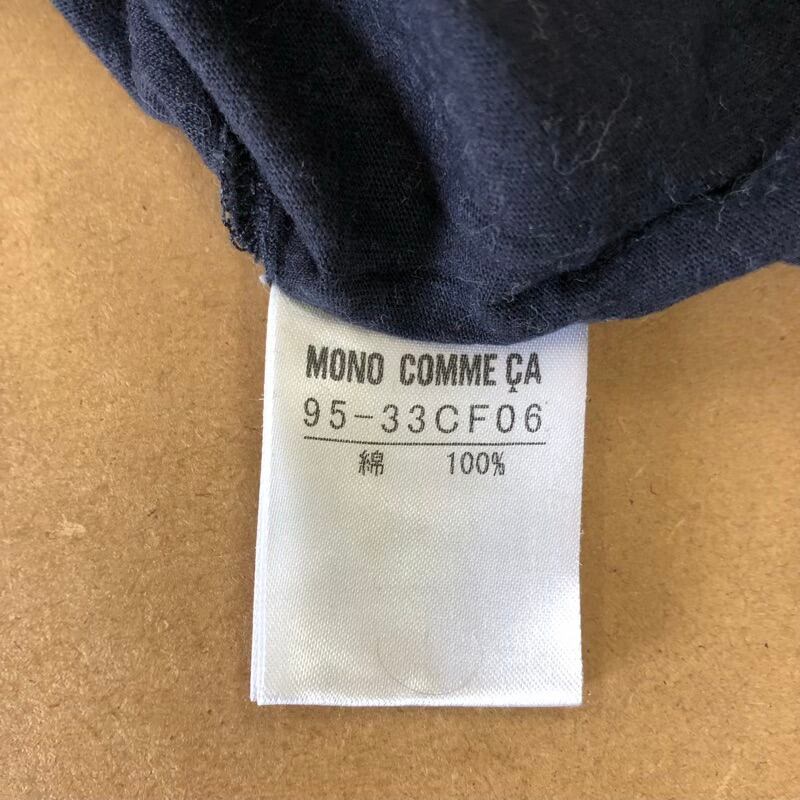 MONO COMME ÇA
95-33CF06
綿 100%